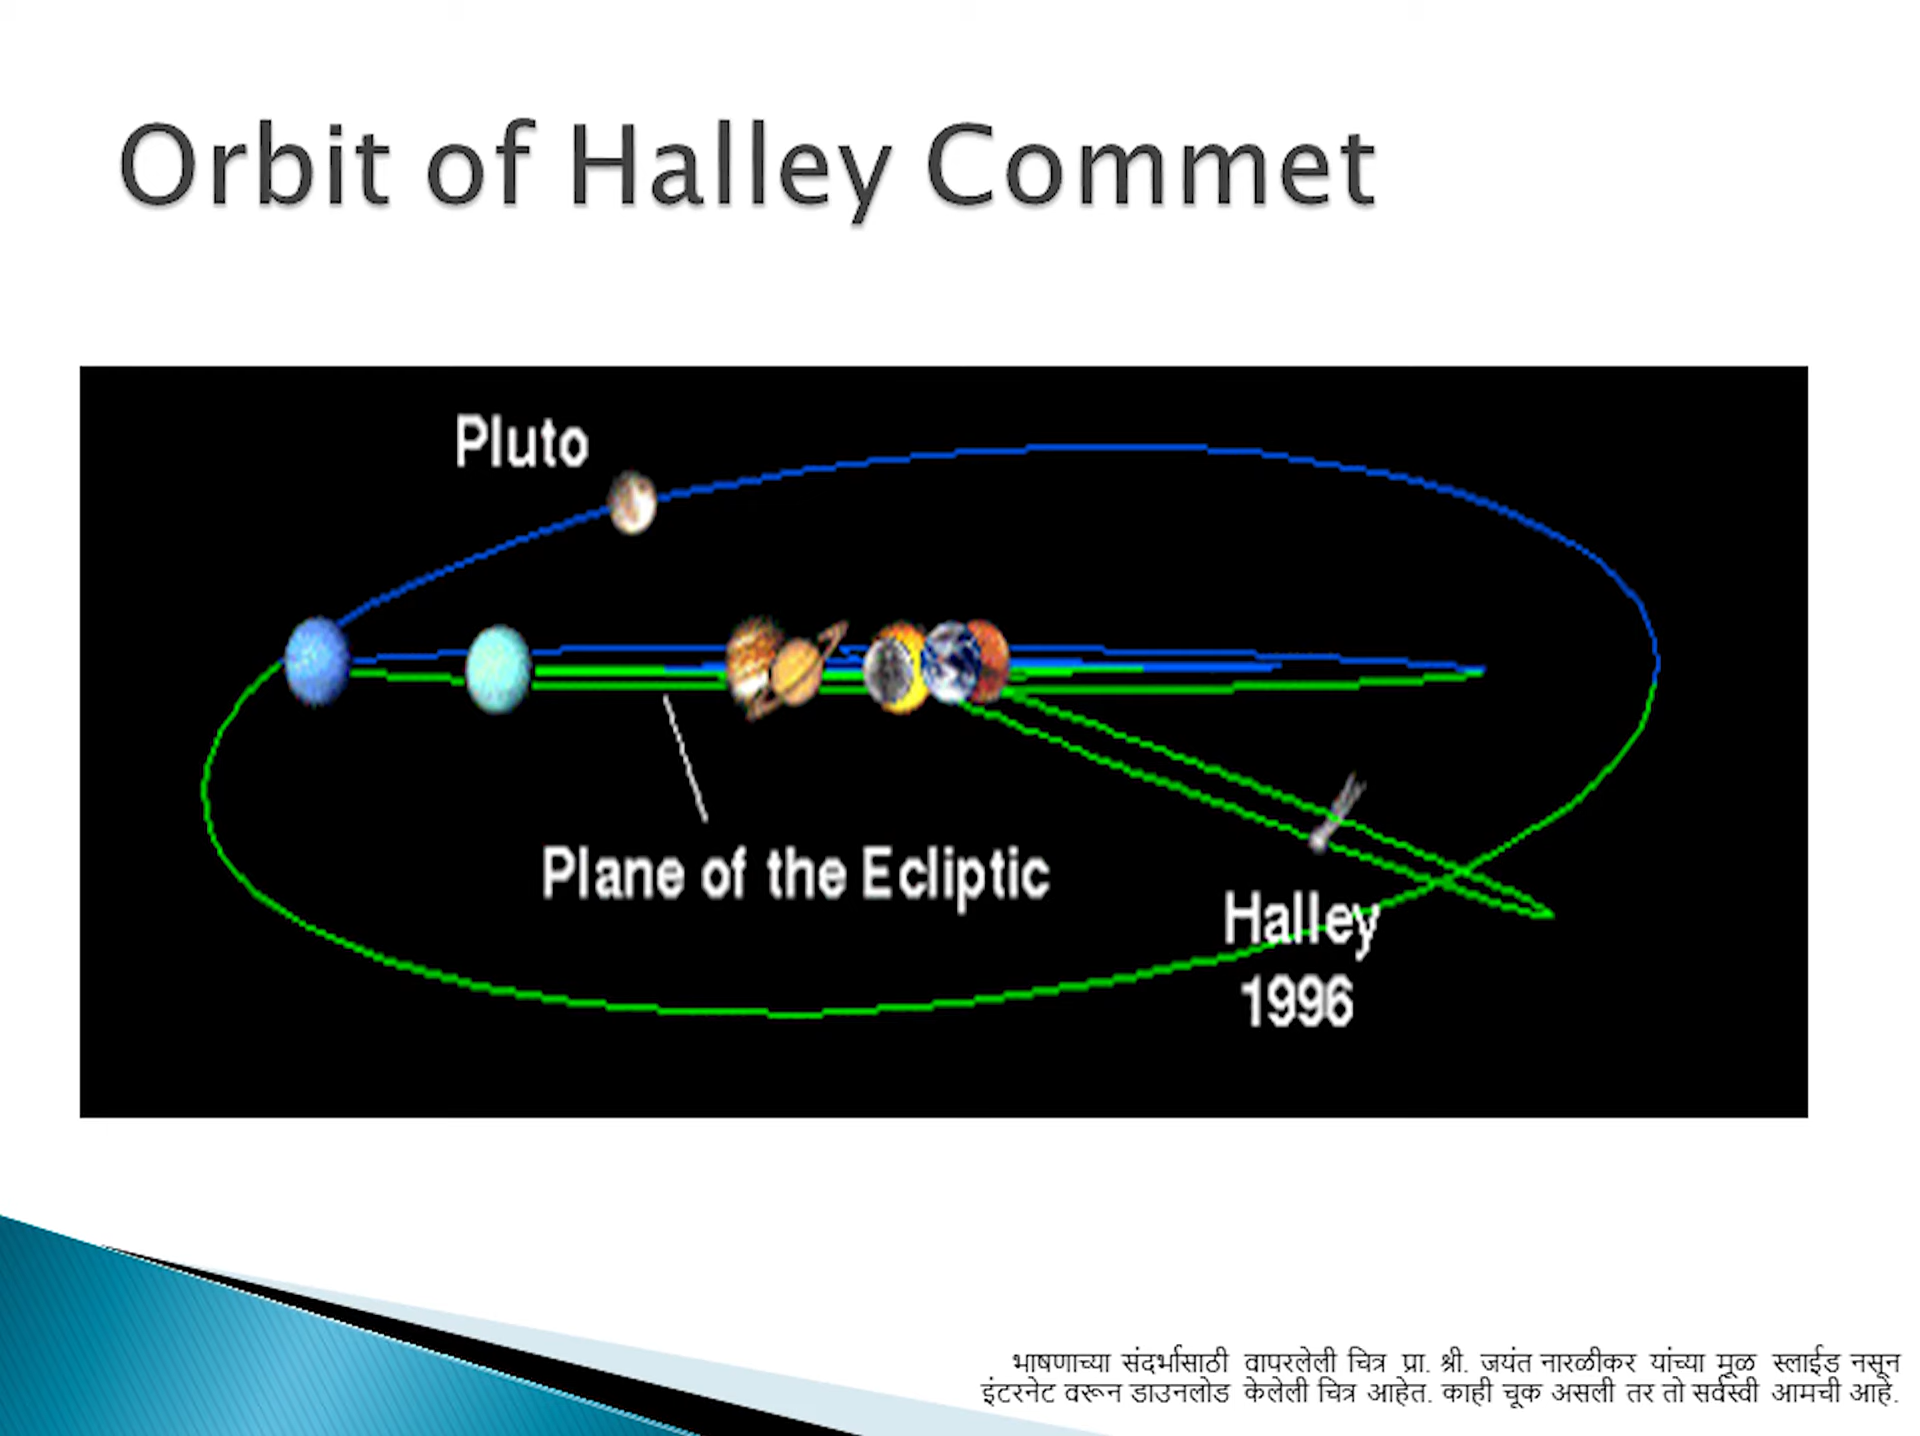 Orbit of Halley Commet
Pluto
Plane of the Ecliptic
Halley
1996
भाषणाच्या संदर्भासाठी वापरलेली चित्र प्रा. श्री. जयंत नारळीकर यांच्या मूळ स्लाईड नसून
इंटरनेट वरून डाउनलोड केलेली चित्र आहेत. काही चूक असली तर तो सर्वस्वी आमची आहे.